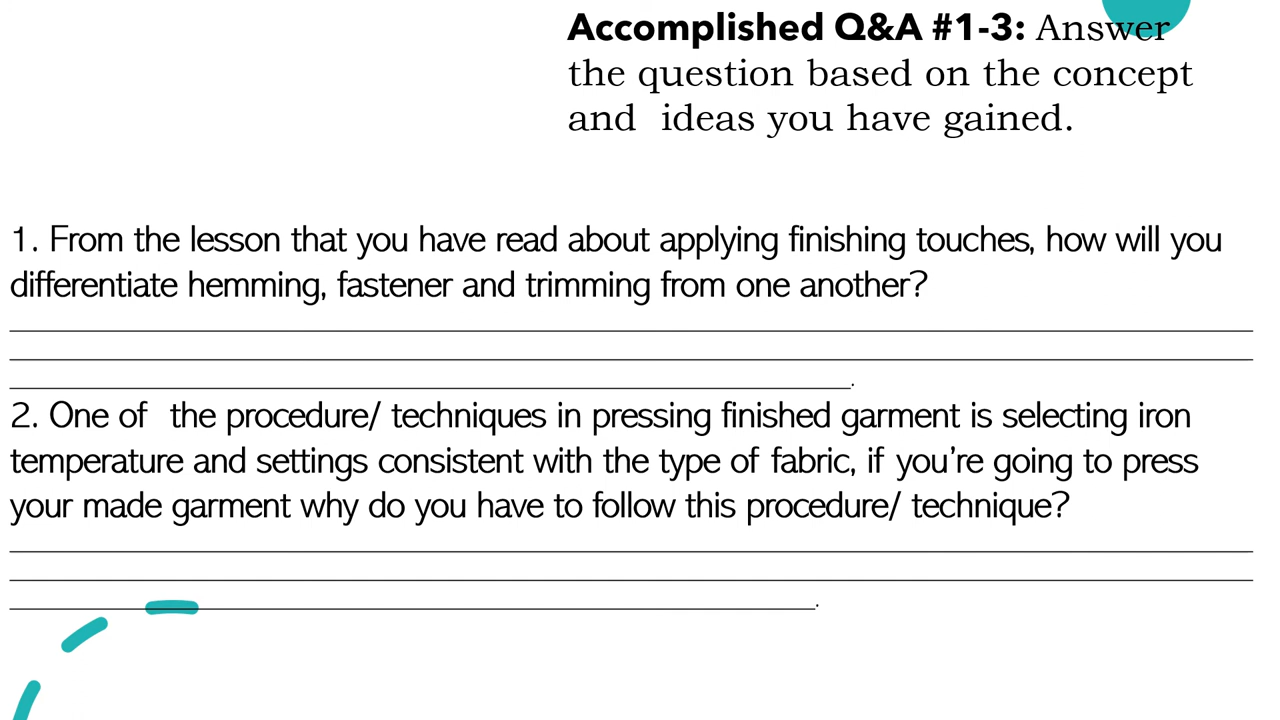 Accomplished Q&A #1-3: Answer
the question based on the concept
and ideas you have gained.
1. From the lesson that you have read about applying finishing touches, how will you
differentiate hemming, fastener and trimming from one another?
.
2. One of the procedure/ techniques in pressing finished garment is selecting iron
temperature and settings consistent with the type of fabric, if you’re going to press
your made garment why do you have to follow this procedure/ technique?
.